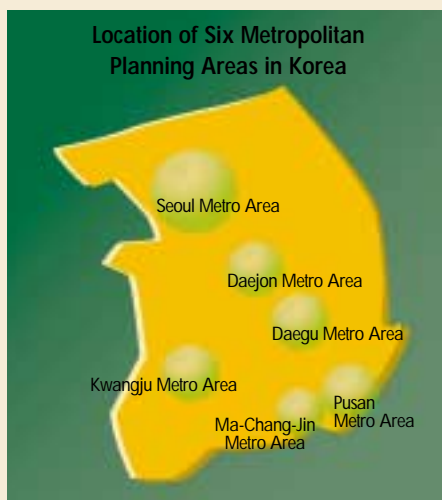 Location of Six Metropolitan
Planning Areas in Korea
Seoul Metro Area
Daejon Metro Area
Daegu Metro Area
Kwangju Metro Area
Pusan
Metro Area
Ma-Chang-Jin
Metro Area